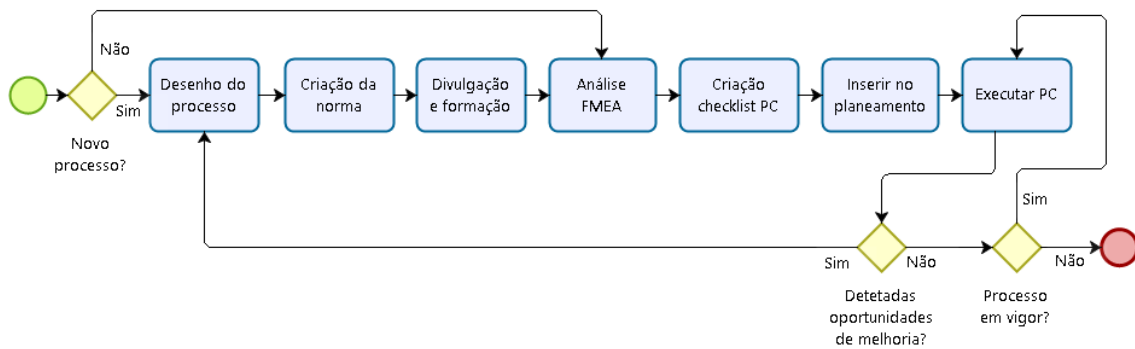 Não
Sim
Novo
processo?
Desenho do
processo
Criação da
norma
Divulgação
e formação
Análise
FMEA
Criação
checklist PC
Inserir no
planeamento
Executar PC
Sim
Sim
Não
Não
Detetadas
oportunidades
de melhoria?
Processo
em vigor?